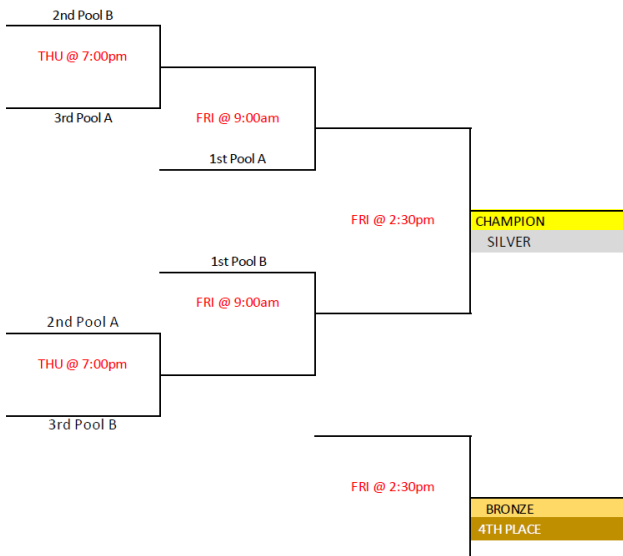 2nd Pool B
THU @ 7:00pm
3rd Pool A
FRI @ 9:00am
1st Pool A
FRI @ 2:30pm
CHAMPION
SILVER
1st Pool B
FRI @ 9:00am
2nd Pool A
THU @ 7:00pm
3rd Pool B
FRI @ 2:30pm
BRONZE
4TH PLACE